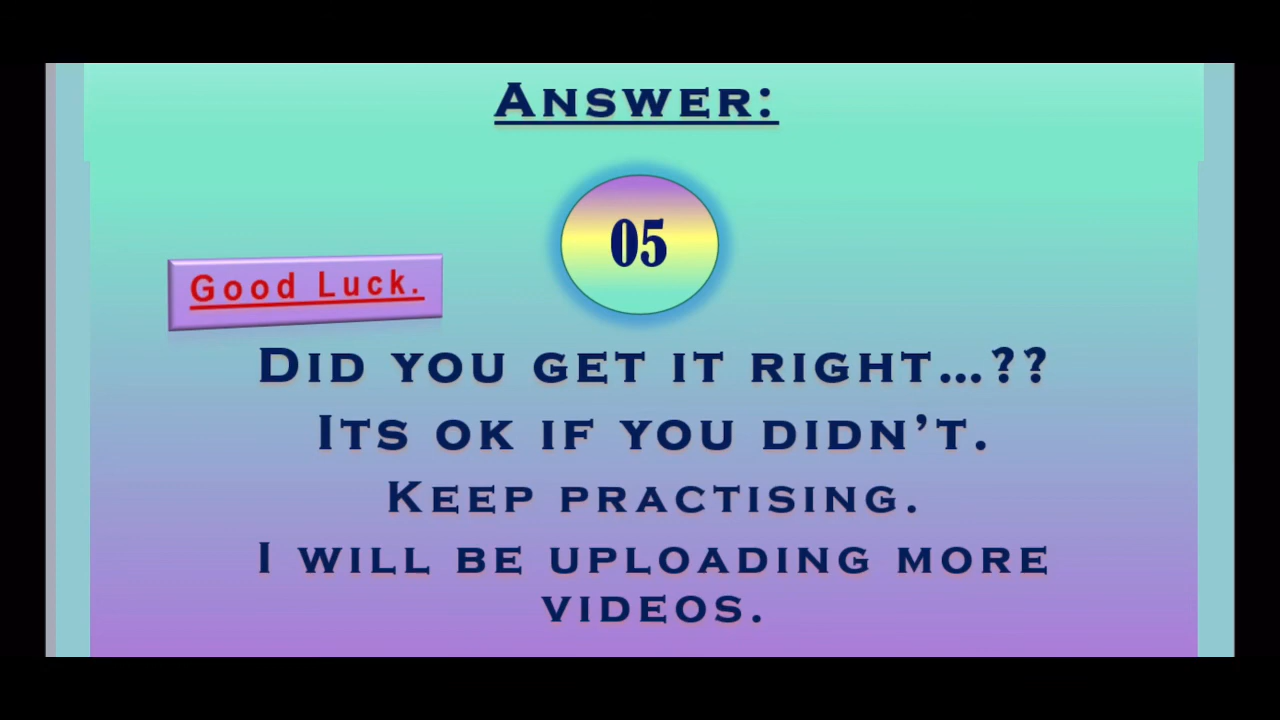 Answer:
05
Good Luck.
Did you get it right...??
Its ok if you didn’t.
Keep practising.
I will be uploading more
videos.